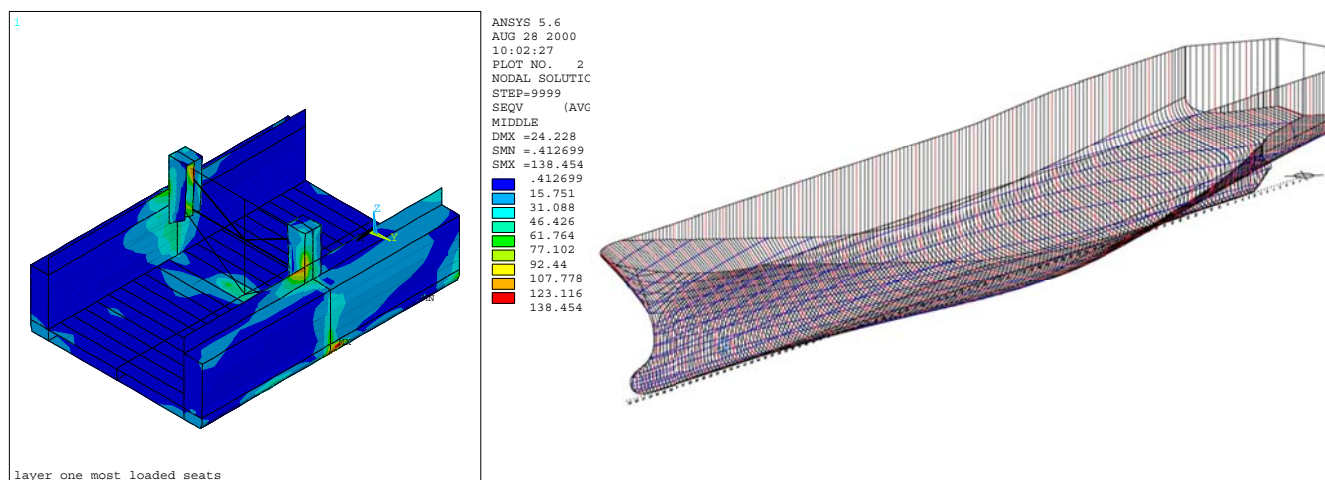 1
ANSYS 5.6
AUG 28 2000
10:02:27
PLOT NO. 2
NODAL SOLUTIC
STEP=9999
SEQV (AVG
MIDDLE
DMX =24.228
SMN =.412699
SMX =138.454
.412699
15.751
31.088
46.426
61.764
77.102
92.44
107.778
123.116
138.454
Z
Y
MX
layer one most loaded seats